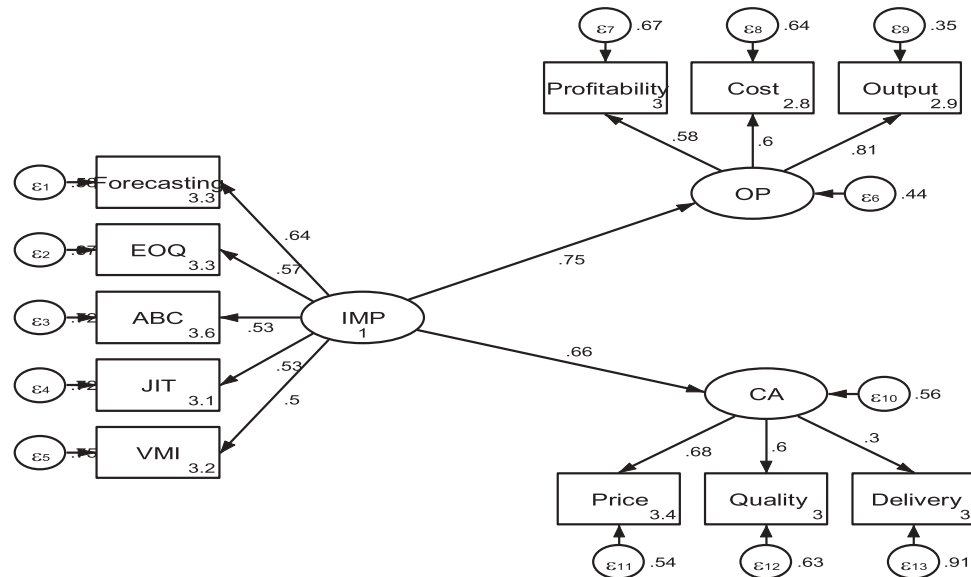 ε7 .67 ε8 .64 ε9 .35
Profitability 3 Cost 2.8 Output 2.9
.58 .6 .81
ε1 Forecasting 3.3
OP ε6 .44
.64
ε2 EOQ 3.3
.57 .75
ε3 ABC 3.6 .53 IMP 1
.53 .66
ε4 JIT 3.1
.5
CA ε10 .56
ε5 VMI 3.2
.68 .6 .3
Price 3.4 Quality 3 Delivery 3
ε11 .54 ε12 .63 ε13 .91